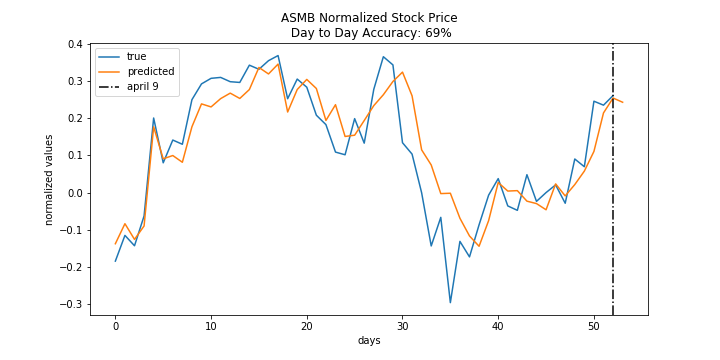 ASMB Normalized Stock Price
Day to Day Accuracy: 69%
true
predicted
april 9
normalized values
0.4
0.3
0.2
0.1
0.0
−0.1
−0.2
−0.3
0
10
20
30
40
50
days